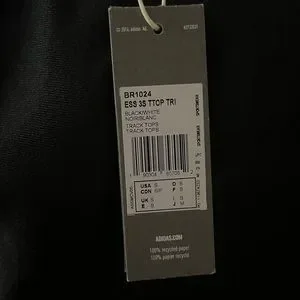 BR1024
ESS 3S TTOP TRI
BLACK/WHITE
NOIR/BLANC
TRACK TOPS
TRACK TOPS
SPORTSWEAR
USA S D S
CDN S/P F S
UK S I S
E S J M
ADIDAS.COM
100% recycled paper
100% papier recyclé